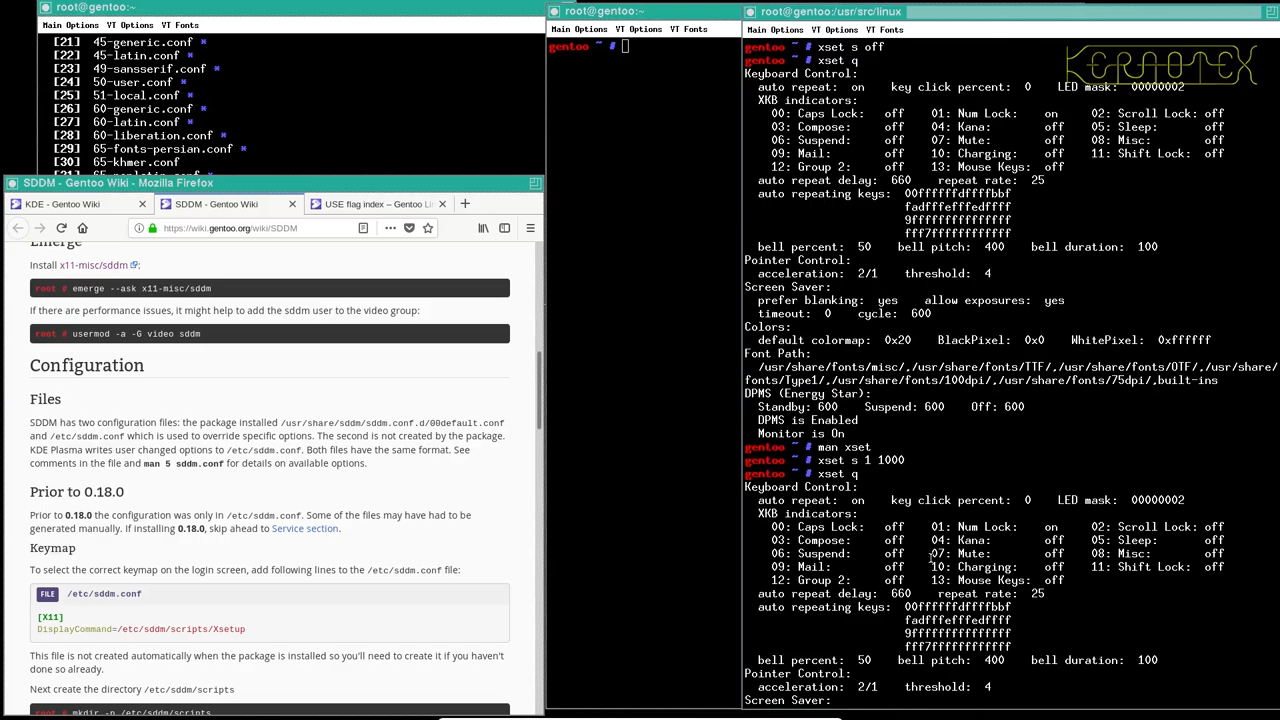 root@gentoo:~
Main Options  VT Options  VT Fonts
[21]  45-generic.conf *
[22]  45-latin.conf *
[23]  49-sansserif.conf *
[24]  50-user.conf *
[25]  51-local.conf *
[26]  60-generic.conf *
[27]  60-latin.conf *
[28]  60-liberation.conf *
[29]  65-fonts-persian.conf *
[30]  65-khmer.conf
SDDM - Gentoo Wiki - Mozilla Firefox
KDE - Gentoo Wiki
SDDM - Gentoo Wiki
USE flag index – Gentoo Li
https://wiki.gentoo.org/wiki/SDDM
Emerge
Install x11-misc/sddm:
root # emerge --ask x11-misc/sddm
If there are performance issues, it might help to add the sddm user to the video group:
root # usermod -a -G video sddm
Configuration
Files
SDDM has two configuration files: the package installed /usr/share/sddm/sddm.conf.d/00default.conf
and /etc/sddm.conf which is used to override specific options. The second is not created by the package.
KDE Plasma writes user changed options to /etc/sddm.conf. Both files have the same format. See
comments in the file and man 5 sddm.conf for details on available options.
Prior to 0.18.0
Prior to 0.18.0 the configuration was only in /etc/sddm.conf. Some of the files may have had to be
generated manually. If installing 0.18.0, skip ahead to Service section.
Keymap
To select the correct keymap on the login screen, add following lines to the /etc/sddm.conf file:
FILE /etc/sddm.conf
[X11]
DisplayCommand=/etc/sddm/scripts/Xsetup
This file is not created automatically when the package is installed so you'll need to create it if you haven't
done so already.
Next create the directory /etc/sddm/scripts
root # mkdir -p /etc/sddm/scripts
root@gentoo:~
Main Options  VT Options  VT Fonts
gentoo ~ #
root@gentoo:/usr/src/linux
Main Options  VT Options  VT Fonts
KERAOTEX
gentoo ~ # xset s off
gentoo ~ # xset q
Keyboard Control:
auto repeat:  on    key click percent:  0    LED mask:  00000002
XKB indicators:
00: Caps Lock:   off    01: Num Lock:    on     02: Scroll Lock: off
03: Compose:     off    04: Kana:        off    05: Sleep:       off
06: Suspend:     off    07: Mute:        off    08: Misc:        off
09: Mail:        off    10: Charging:    off    11: Shift Lock:  off
12: Group 2:     off    13: Mouse Keys:  off
auto repeat delay:  660    repeat rate:  25
auto repeating keys:  00ffffffdffffbbf
fadfffefffedffff
9fffffffffffffff
fff7ffffffffffff
bell percent:  50    bell pitch:  400    bell duration:  100
Pointer Control:
acceleration:  2/1    threshold:  4
Screen Saver:
prefer blanking:  yes    allow exposures:  yes
timeout:  0    cycle:  600
Colors:
default colormap:  0x20    BlackPixel:  0x0    WhitePixel:  0xffffff
Font Path:
/usr/share/fonts/misc/,/usr/share/fonts/TTF/,/usr/share/fonts/OTF/,/usr/share/
fonts/Type1/,/usr/share/fonts/100dpi/,/usr/share/fonts/75dpi/,built-ins
DPMS (Energy Star):
Standby: 600    Suspend: 600    Off: 600
DPMS is Enabled
Monitor is On
gentoo ~ # man xset
gentoo ~ # xset s 1 1000
gentoo ~ # xset q
Keyboard Control:
auto repeat:  on    key click percent:  0    LED mask:  00000002
XKB indicators:
00: Caps Lock:   off    01: Num Lock:    on     02: Scroll Lock: off
03: Compose:     off    04: Kana:        off    05: Sleep:       off
06: Suspend:     off    07: Mute:        off    08: Misc:        off
09: Mail:        off    10: Charging:    off    11: Shift Lock:  off
12: Group 2:     off    13: Mouse Keys:  off
auto repeat delay:  660    repeat rate:  25
auto repeating keys:  00ffffffdffffbbf
fadfffefffedffff
9fffffffffffffff
fff7ffffffffffff
bell percent:  50    bell pitch:  400    bell duration:  100
Pointer Control:
acceleration:  2/1    threshold:  4
Screen Saver: